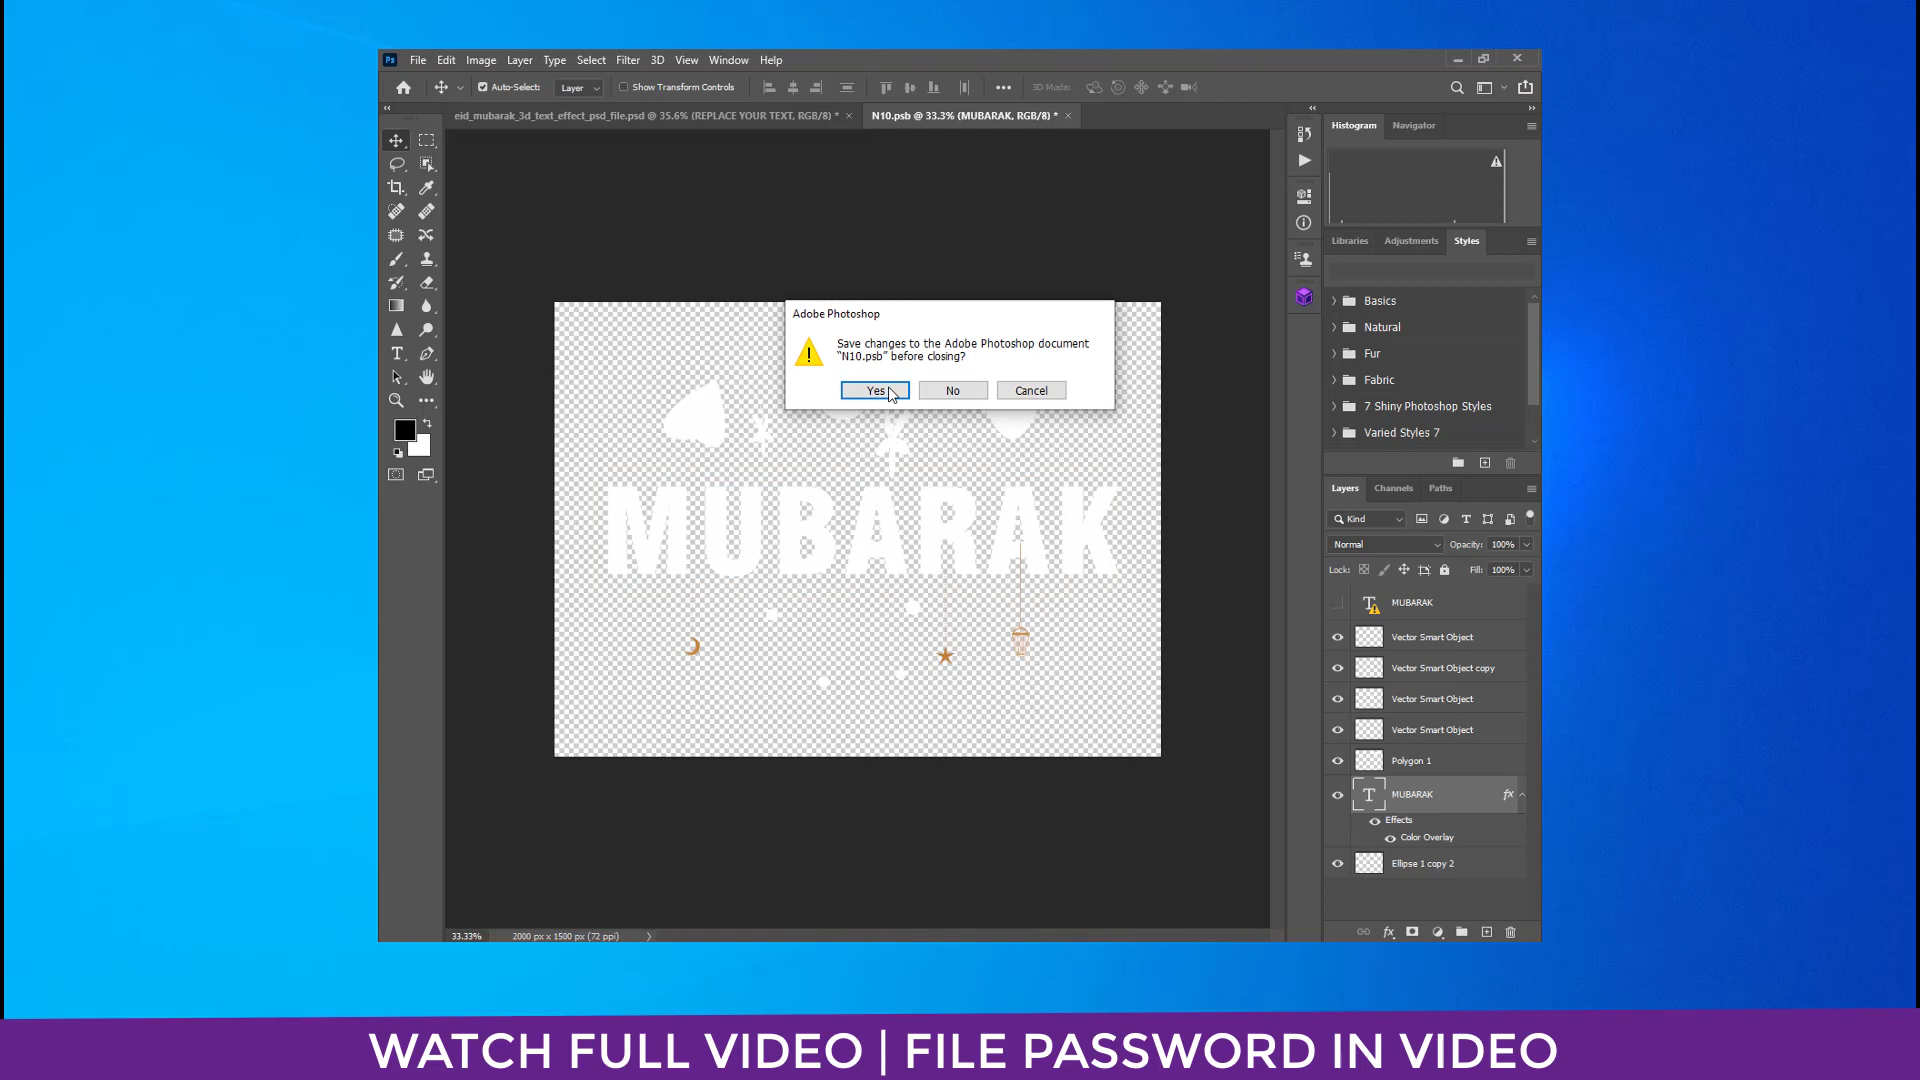 Ps File Edit Image Layer Type Select Filter 3D View Window Help
Auto-Select: Layer Show Transform Controls 3D Mode:
eid_mubarak_3d_text_effect_psd_file.psd @ 35.6% (REPLACE YOUR TEXT, RGB/8) * × N10.psb @ 33.3% (MUBARAK, RGB/8) * ×
Histogram Navigator
Libraries Adjustments Styles
Basics
Natural
Fur
Fabric
7 Shiny Photoshop Styles
Varied Styles 7
Adobe Photoshop
Save changes to the Adobe Photoshop document
“N10.psb” before closing?
Yes No Cancel
MUBARAK
Layers Channels Paths
Kind
Normal Opacity: 100%
Lock: Fill: 100%
MUBARAK
Vector Smart Object
Vector Smart Object copy
Vector Smart Object
Vector Smart Object
Polygon 1
MUBARAK fx
Effects
Color Overlay
Ellipse 1 copy 2
fx
33.33% 2000 px x 1500 px (72 ppi)
WATCH FULL VIDEO | FILE PASSWORD IN VIDEO